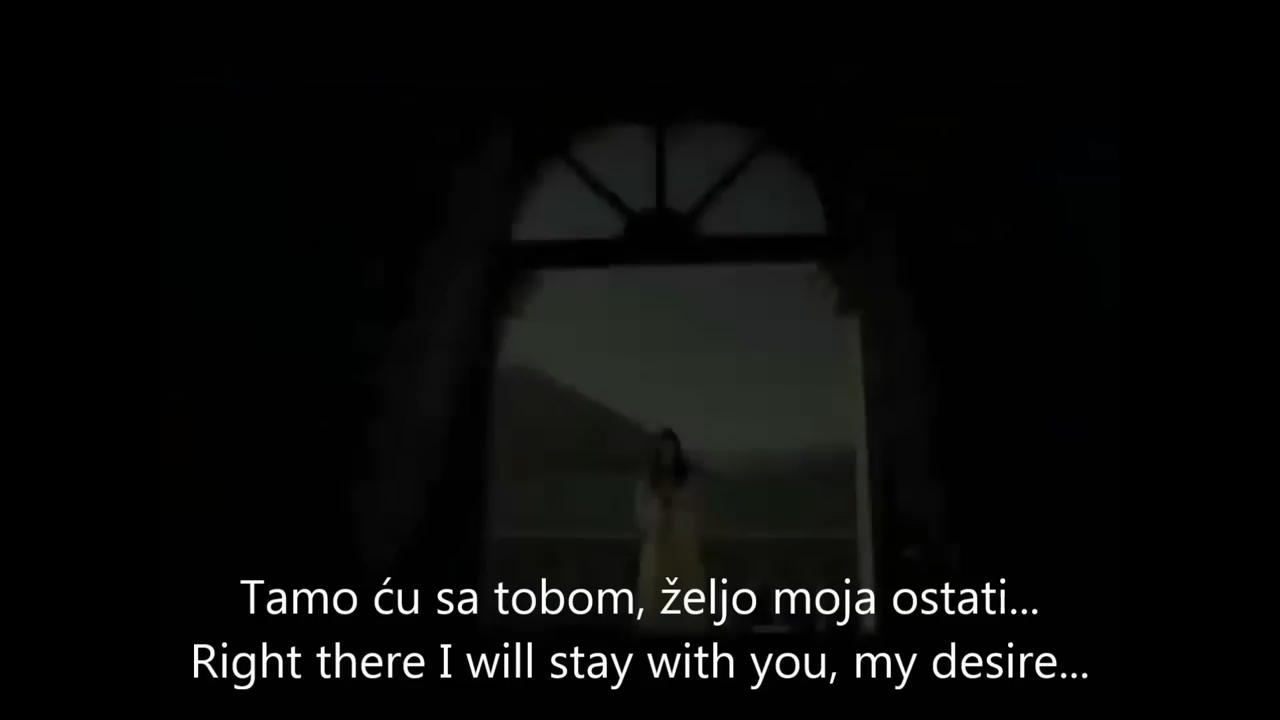 Tamo ću sa tobom, željo moja ostati...
Right there I will stay with you, my desire...